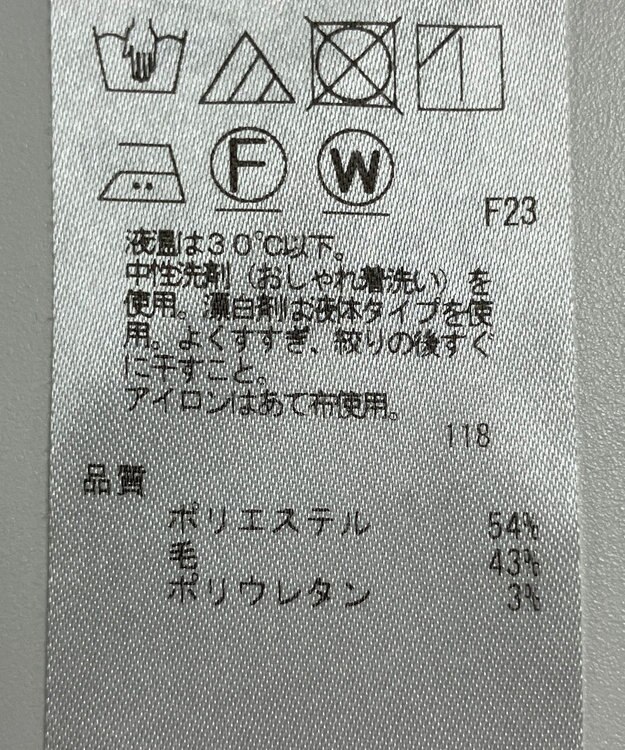 F W
F23
液温は30℃以下。
中性洗剤（おしゃれ着洗い）を
使用。漂白剤は液体タイプを使
用。よくすすぎ、絞りの後すぐ
に干すこと。
アイロンはあて布使用。
118
品質
ポリエステル 54%
毛 43%
ポリウレタン 3%